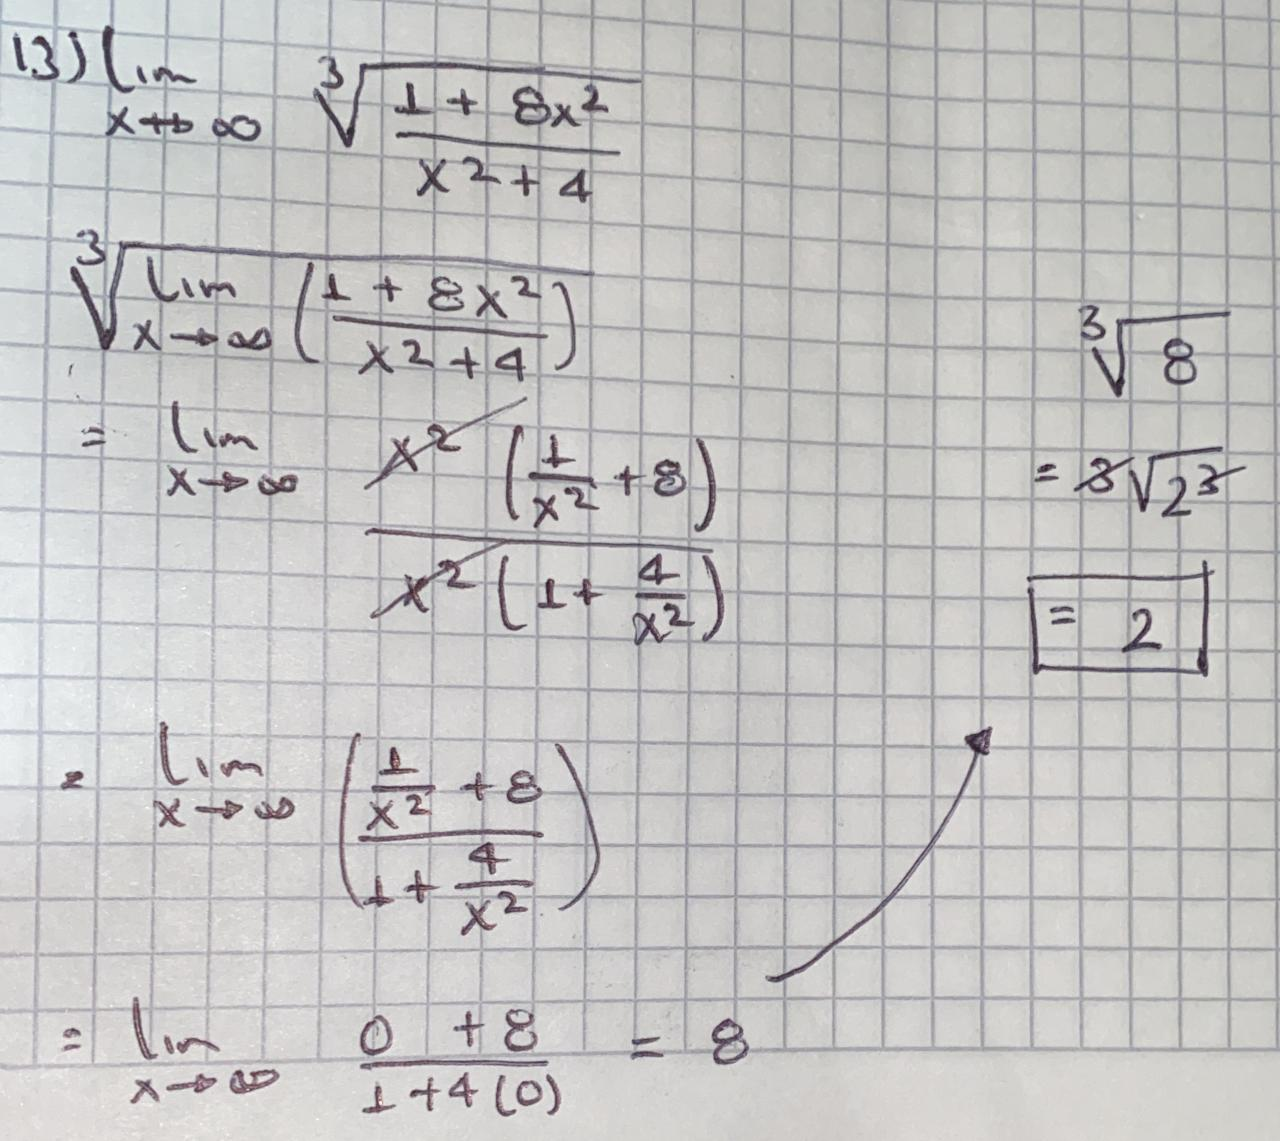 13) lim x→∞ ∛((1 + 8x²)/(x² + 4))
∛(lim x→∞ ((1 + 8x²)/(x² + 4)))
= lim x→∞ (x² (1/x² + 8))/(x² (1 + 4/x²))
= lim x→∞ ((1/x² + 8)/(1 + 4/x²))
= lim x→∞ (0 + 8)/(1 + 4(0)) = 8
∛8
= ∛2³
= 2